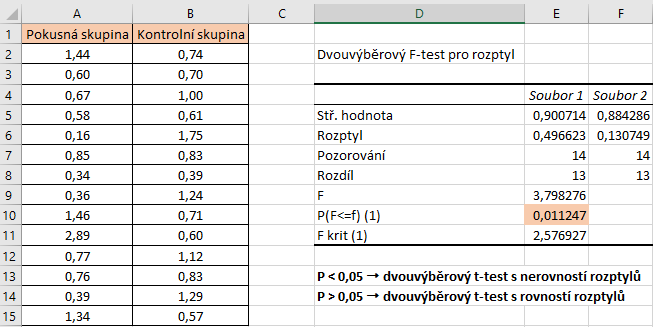 A B C D E F
1 Pokusná skupina Kontrolní skupina
2 1,44 0,74 Dvouvýběrový F-test pro rozptyl
3 0,60 0,70
4 0,67 1,00 Soubor 1 Soubor 2
5 0,58 0,61 Stř. hodnota 0,900714 0,884286
6 0,16 1,75 Rozptyl 0,496623 0,130749
7 0,85 0,83 Pozorování 14 14
8 0,34 0,39 Rozdíl 13 13
9 0,36 1,24 F 3,798276
10 1,46 0,71 P(F<=f) (1) 0,011247
11 2,89 0,60 F krit (1) 2,576927
12 0,77 1,12
13 0,76 0,83 P < 0,05 → dvouvýběrový t-test s nerovností rozptylů
14 0,39 1,29 P > 0,05 → dvouvýběrový t-test s rovností rozptylů
15 1,34 0,57